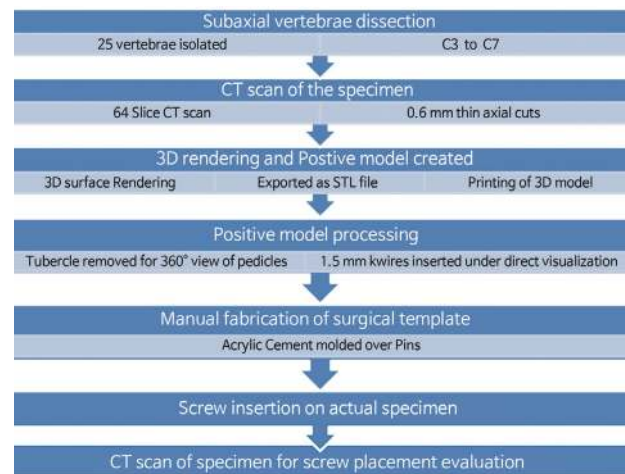 Subaxial vertebrae dissection
25 vertebrae isolated C3 to C7
CT scan of the specimen
64 Slice CT scan 0.6 mm thin axial cuts
3D rendering and Postive model created
3D surface Rendering Exported as STL file Printing of 3D model
Positive model processing
Tubercle removed for 360° view of pedicles 1.5 mm kwires inserted under direct visualization
Manual fabrication of surgical template
Acrylic Cement molded over Pins
Screw insertion on actual specimen
CT scan of specimen for screw placement evaluation